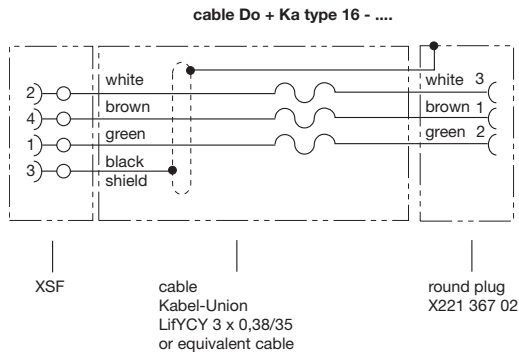 cable Do + Ka type 16 - ....
2 white white 3
4 brown brown 1
1 green green 2
3 black
shield
XSF
cable
Kabel-Union
LifYCY 3 x 0,38/35
or equivalent cable
round plug
X221 367 02